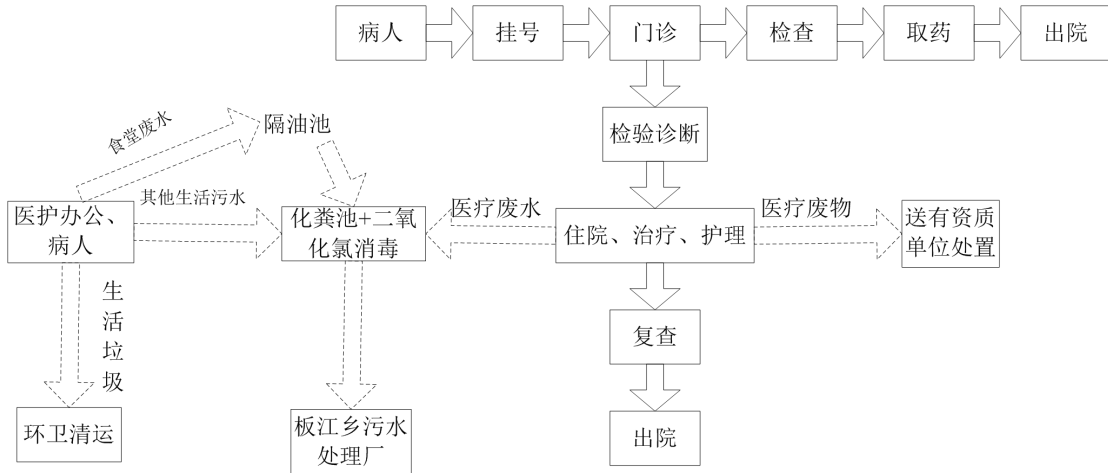 病人
挂号
门诊
检查
取药
出院
食堂废水
隔油池
检验诊断
其他生活污水
医护办公、
病人
化粪池+二氧
化氯消毒
医疗废水
住院、治疗、护理
医疗废物
送有资质
单位处置
生
活
垃
圾
复查
环卫清运
板江乡污水
处理厂
出院